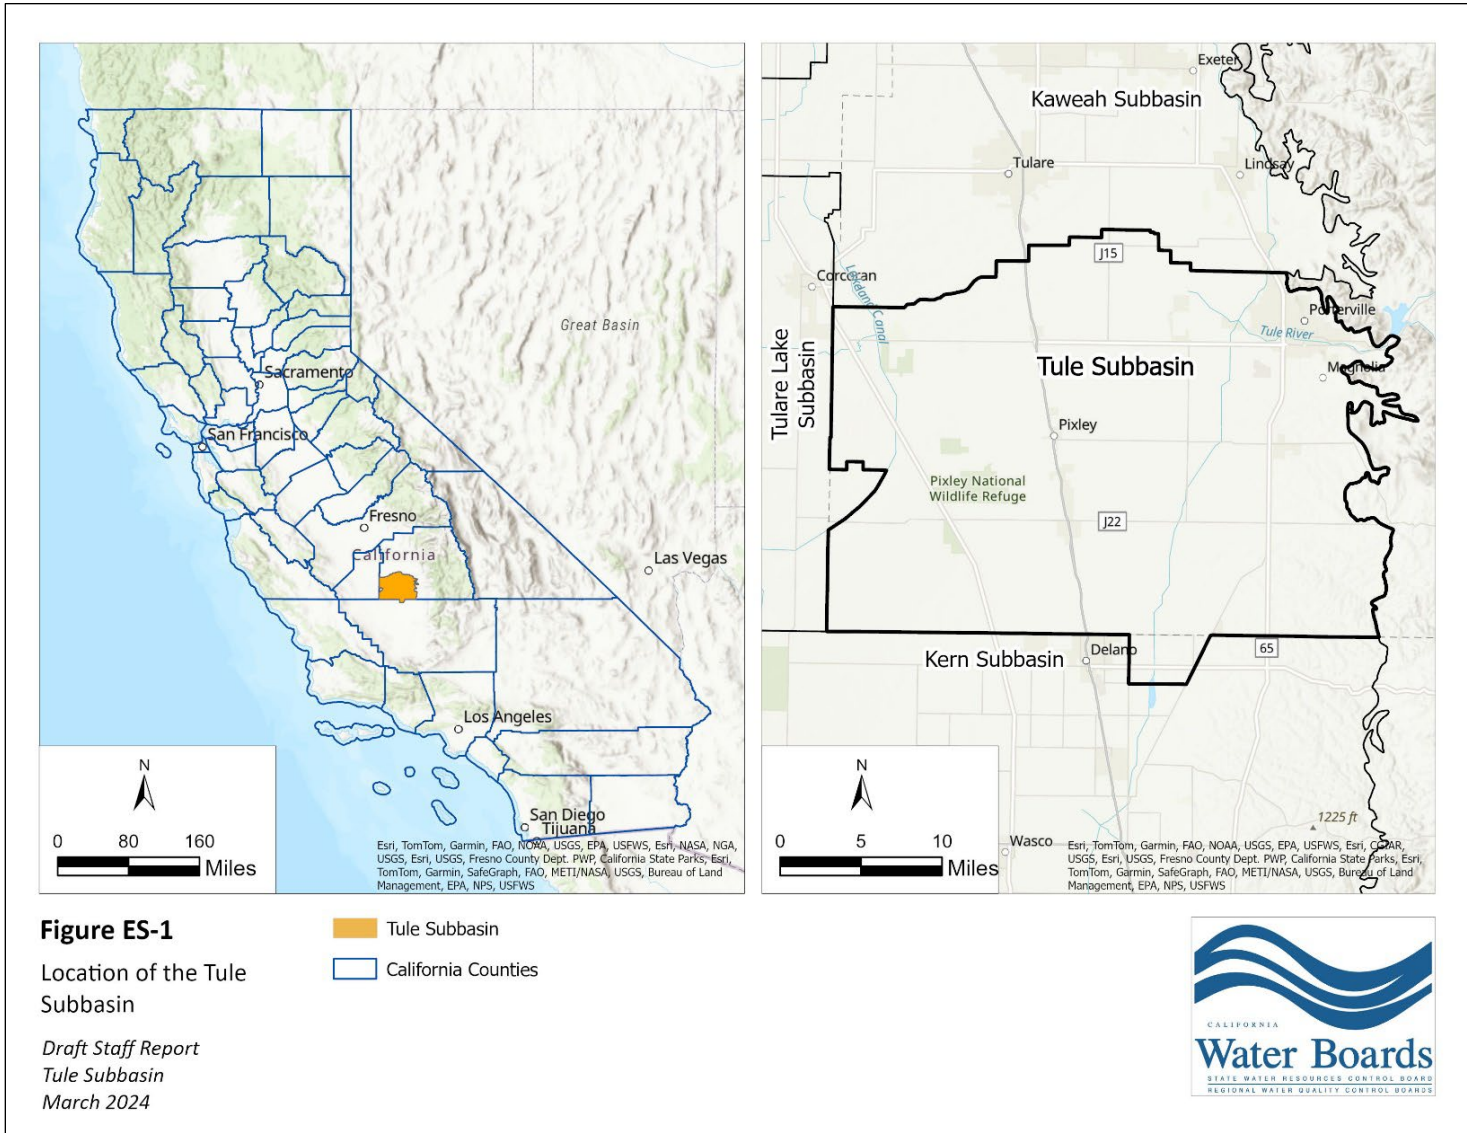 Great Basin
Sacramento
San Francisco
Fresno
California
Las Vegas
Los Angeles
San Diego
Tijuana
N
0 80 160
Miles
Esri, TomTom, Garmin, FAO, NOAA, USGS, EPA, USFWS, Esri, NASA, NGA,
USGS, Esri, USGS, Fresno County Dept. PWP, California State Parks, Esri,
TomTom, Garmin, SafeGraph, FAO, METI/NASA, USGS, Bureau of Land
Management, EPA, NPS, USFWS
Exeter
Kaweah Subbasin
Tulare
Lindsay
J15
Corcoran
Lakeland Canal
Porterville
Tule River
Tulare Lake
Subbasin
Tule Subbasin
Magnolia
Pixley
Pixley National
Wildlife Refuge
J22
Kern Subbasin
Delano
65
N
0 5 10
Miles
Wasco
1225 ft
Esri, TomTom, Garmin, FAO, NOAA, USGS, EPA, USFWS, Esri, CGIAR,
USGS, Esri, USGS, Fresno County Dept. PWP, California State Parks, Esri,
TomTom, Garmin, SafeGraph, FAO, METI/NASA, USGS, Bureau of Land
Management, EPA, NPS, USFWS
Figure ES-1
Location of the Tule
Subbasin
Draft Staff Report
Tule Subbasin
March 2024
Tule Subbasin
California Counties
CALIFORNIA
Water Boards
STATE WATER RESOURCES CONTROL BOARD
REGIONAL WATER QUALITY CONTROL BOARDS